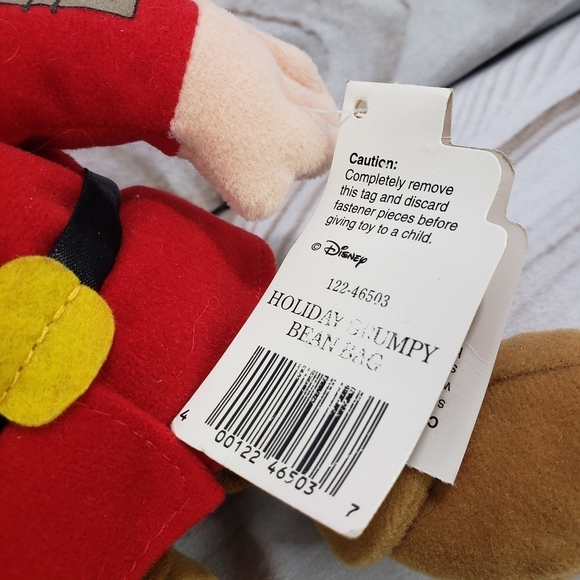 Caution:
Completely remove
this tag and discard
fastener pieces before
giving toy to a child.
© Disney
122-46503
HOLIDAY GRUMPY
BEAN BAG
4 00122 46503 7